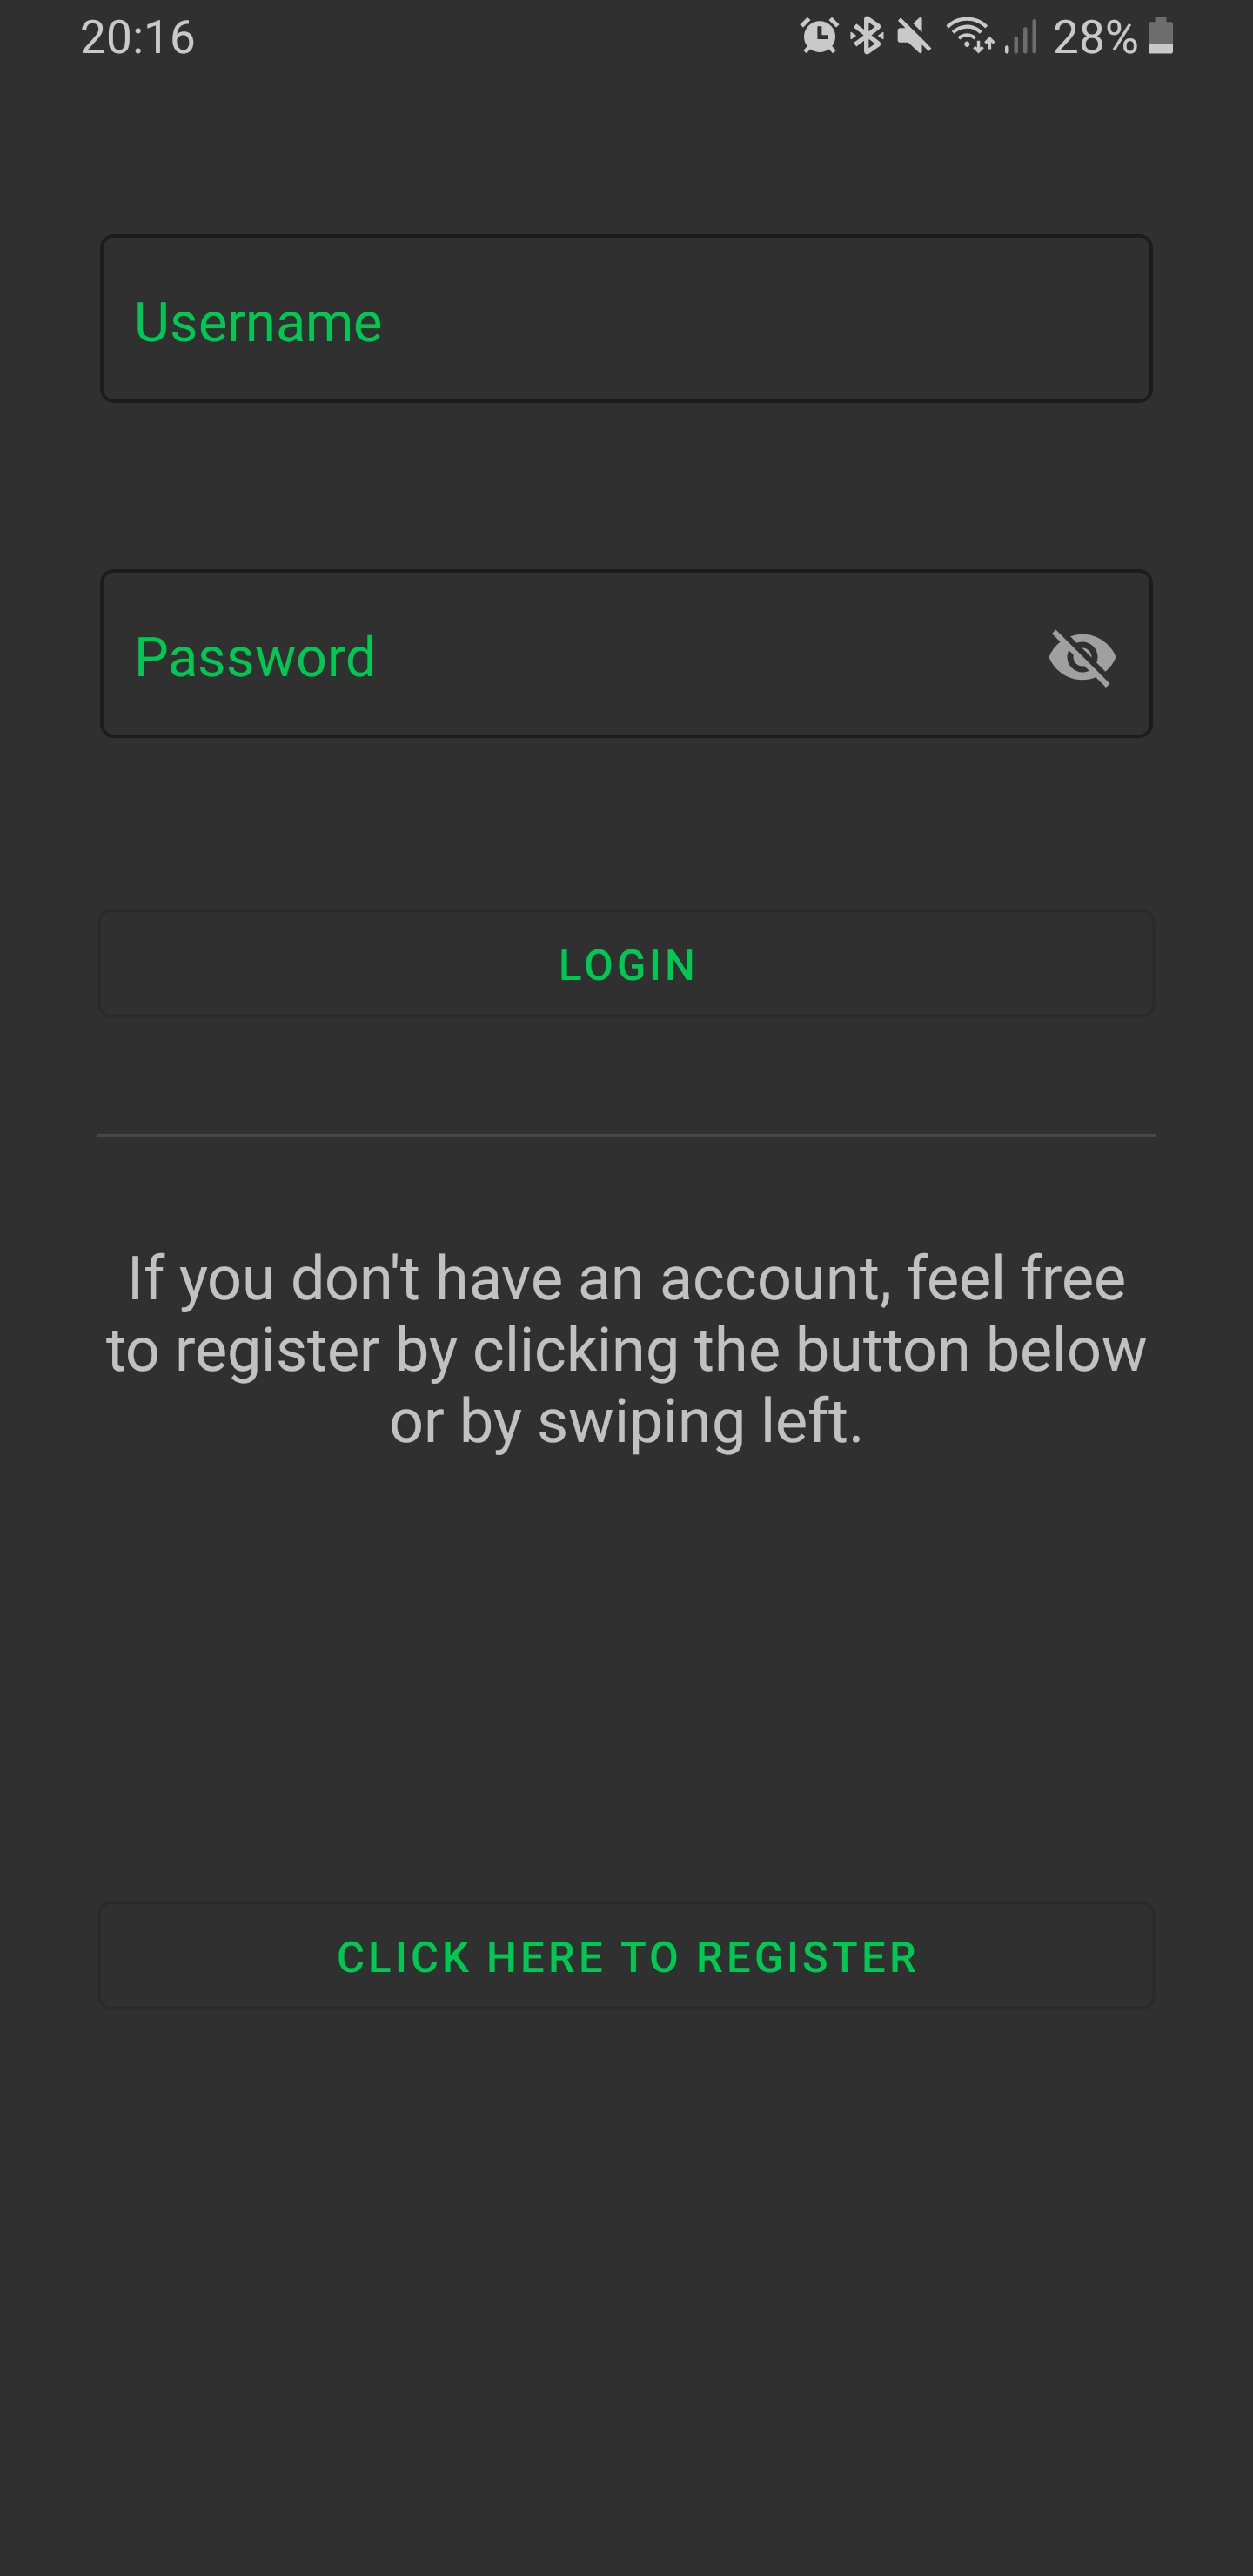 20:16 28%
Username
Password
LOGIN
If you don't have an account, feel free
to register by clicking the button below
or by swiping left.
CLICK HERE TO REGISTER